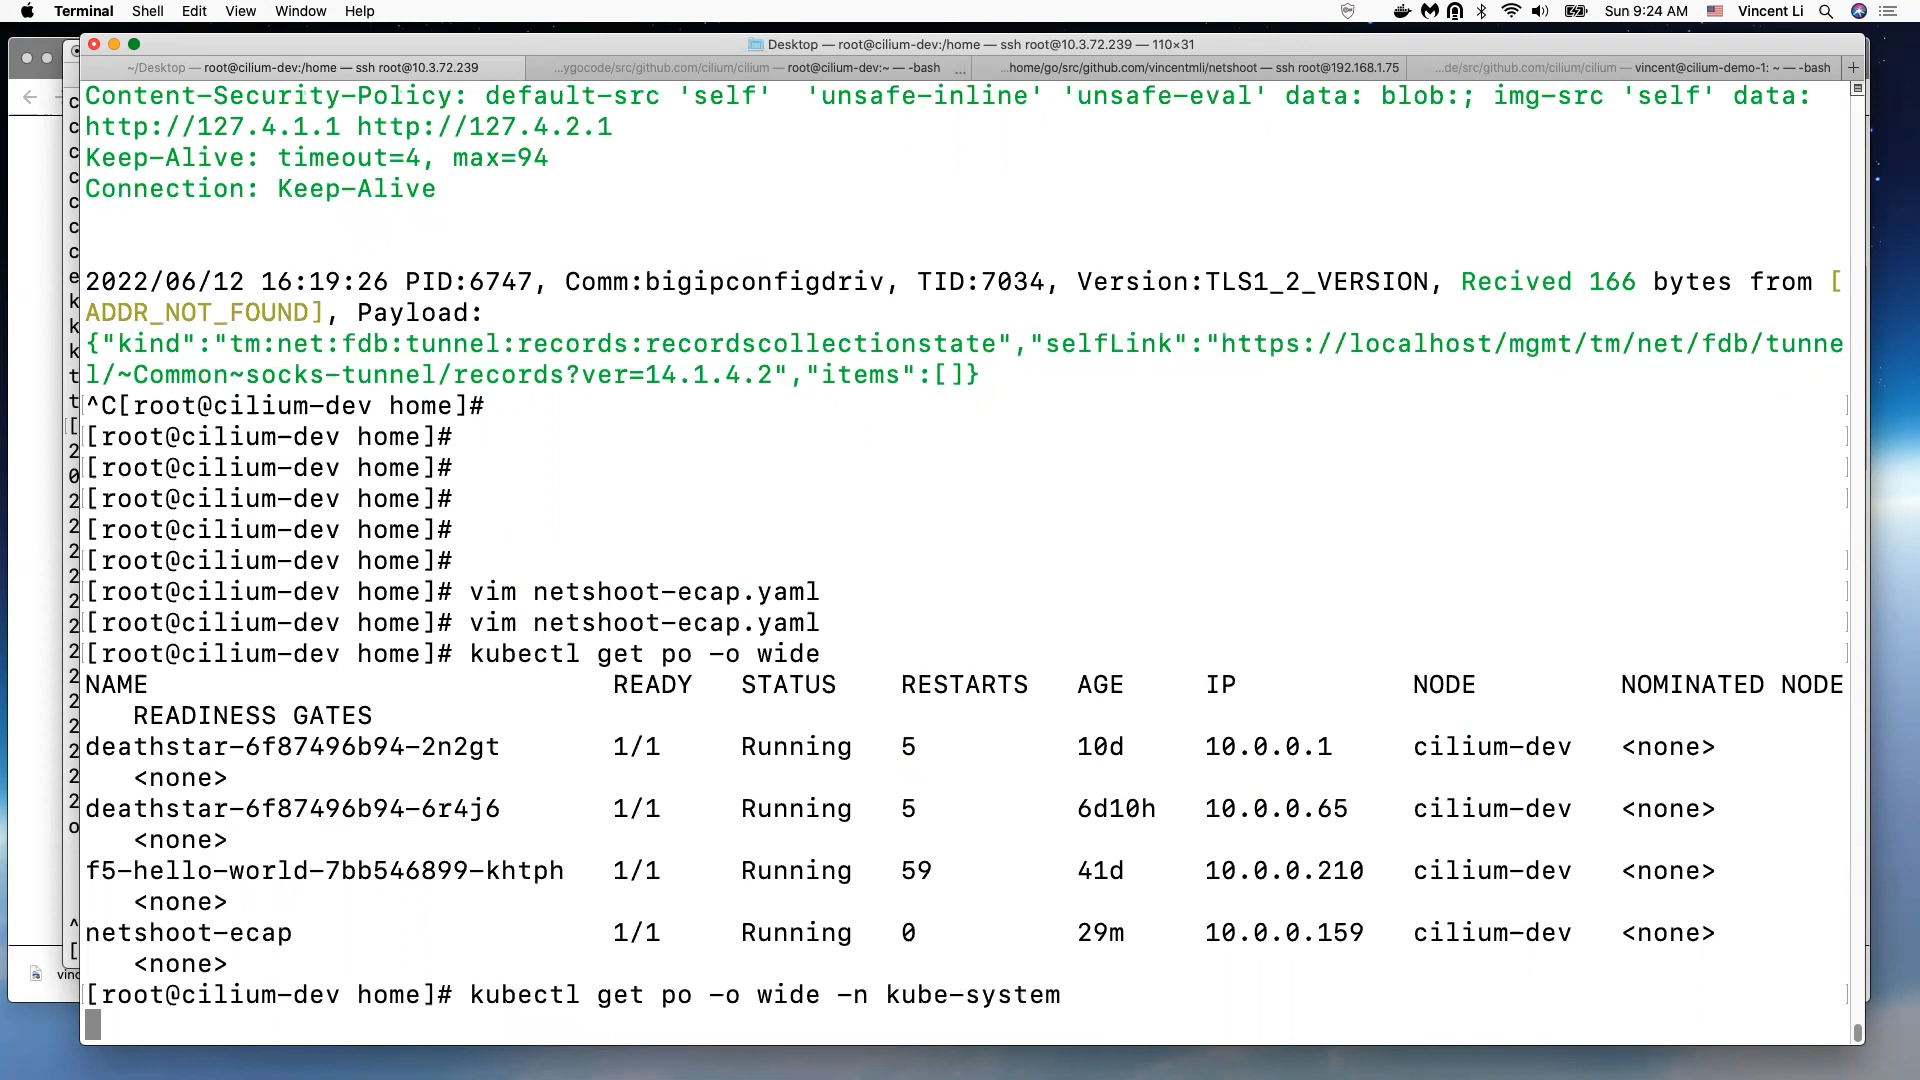 Terminal Shell Edit View Window Help Sun 9:24 AM Vincent Li
Desktop — root@cilium-dev:/home — ssh root@10.3.72.239 — 110×31
~/Desktop — root@cilium-dev:/home — ssh root@10.3.72.239 ...ygocode/src/github.com/cilium/cilium — root@cilium-dev:~ — -bash ... ...home/go/src/github.com/vincentmli/netshoot — ssh root@192.168.1.75 ...de/src/github.com/cilium/cilium — vincent@cilium-demo-1: ~ — -bash +
Content-Security-Policy: default-src 'self'  'unsafe-inline' 'unsafe-eval' data: blob:; img-src 'self' data:
http://127.4.1.1 http://127.4.2.1
Keep-Alive: timeout=4, max=94
Connection: Keep-Alive
2022/06/12 16:19:26 PID:6747, Comm:bigipconfigdriv, TID:7034, Version:TLS1_2_VERSION, Recived 166 bytes from [
ADDR_NOT_FOUND], Payload:
{"kind":"tm:net:fdb:tunnel:records:recordscollectionstate","selfLink":"https://localhost/mgmt/tm/net/fdb/tunne
l/~Common~socks-tunnel/records?ver=14.1.4.2","items":[]}
^C[root@cilium-dev home]#
[root@cilium-dev home]#
[root@cilium-dev home]#
[root@cilium-dev home]#
[root@cilium-dev home]#
[root@cilium-dev home]#
[root@cilium-dev home]# vim netshoot-ecap.yaml
[root@cilium-dev home]# vim netshoot-ecap.yaml
[root@cilium-dev home]# kubectl get po -o wide
NAME READY STATUS RESTARTS AGE IP NODE NOMINATED NODE
READINESS GATES
deathstar-6f87496b94-2n2gt 1/1 Running 5 10d 10.0.0.1 cilium-dev <none>
<none>
deathstar-6f87496b94-6r4j6 1/1 Running 5 6d10h 10.0.0.65 cilium-dev <none>
<none>
f5-hello-world-7bb546899-khtph 1/1 Running 59 41d 10.0.0.210 cilium-dev <none>
<none>
netshoot-ecap 1/1 Running 0 29m 10.0.0.159 cilium-dev <none>
<none>
[root@cilium-dev home]# kubectl get po -o wide -n kube-system